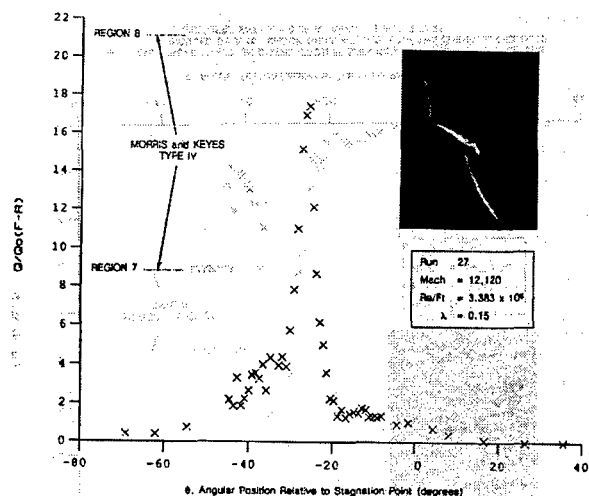 22
20
18
16
14
12
10
8
6
4
2
0
Q/Qo(F-R)
REGION 8
MORRIS and KEYES
TYPE IV
REGION 7
Run 27
Mach = 12,120
Re/Ft = 3.383 x 10⁶
λ = 0.15
-80
-60
-40
-20
0
20
40
θ, Angular Position Relative to Stagnation Point (degrees)